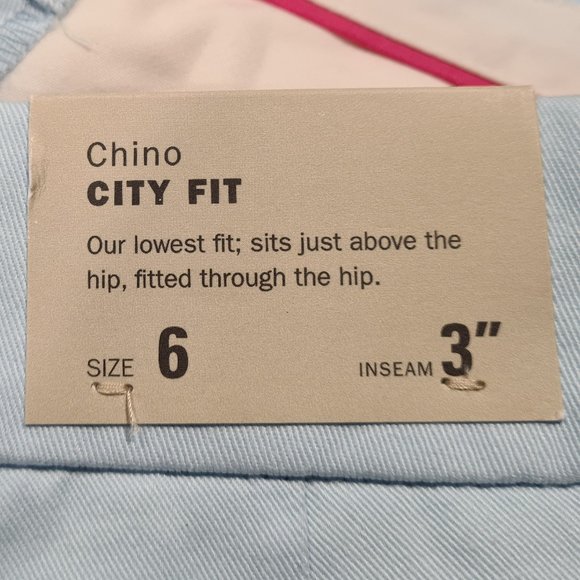 Chino
CITY FIT
Our lowest fit; sits just above the
hip, fitted through the hip.
SIZE 6 INSEAM 3"